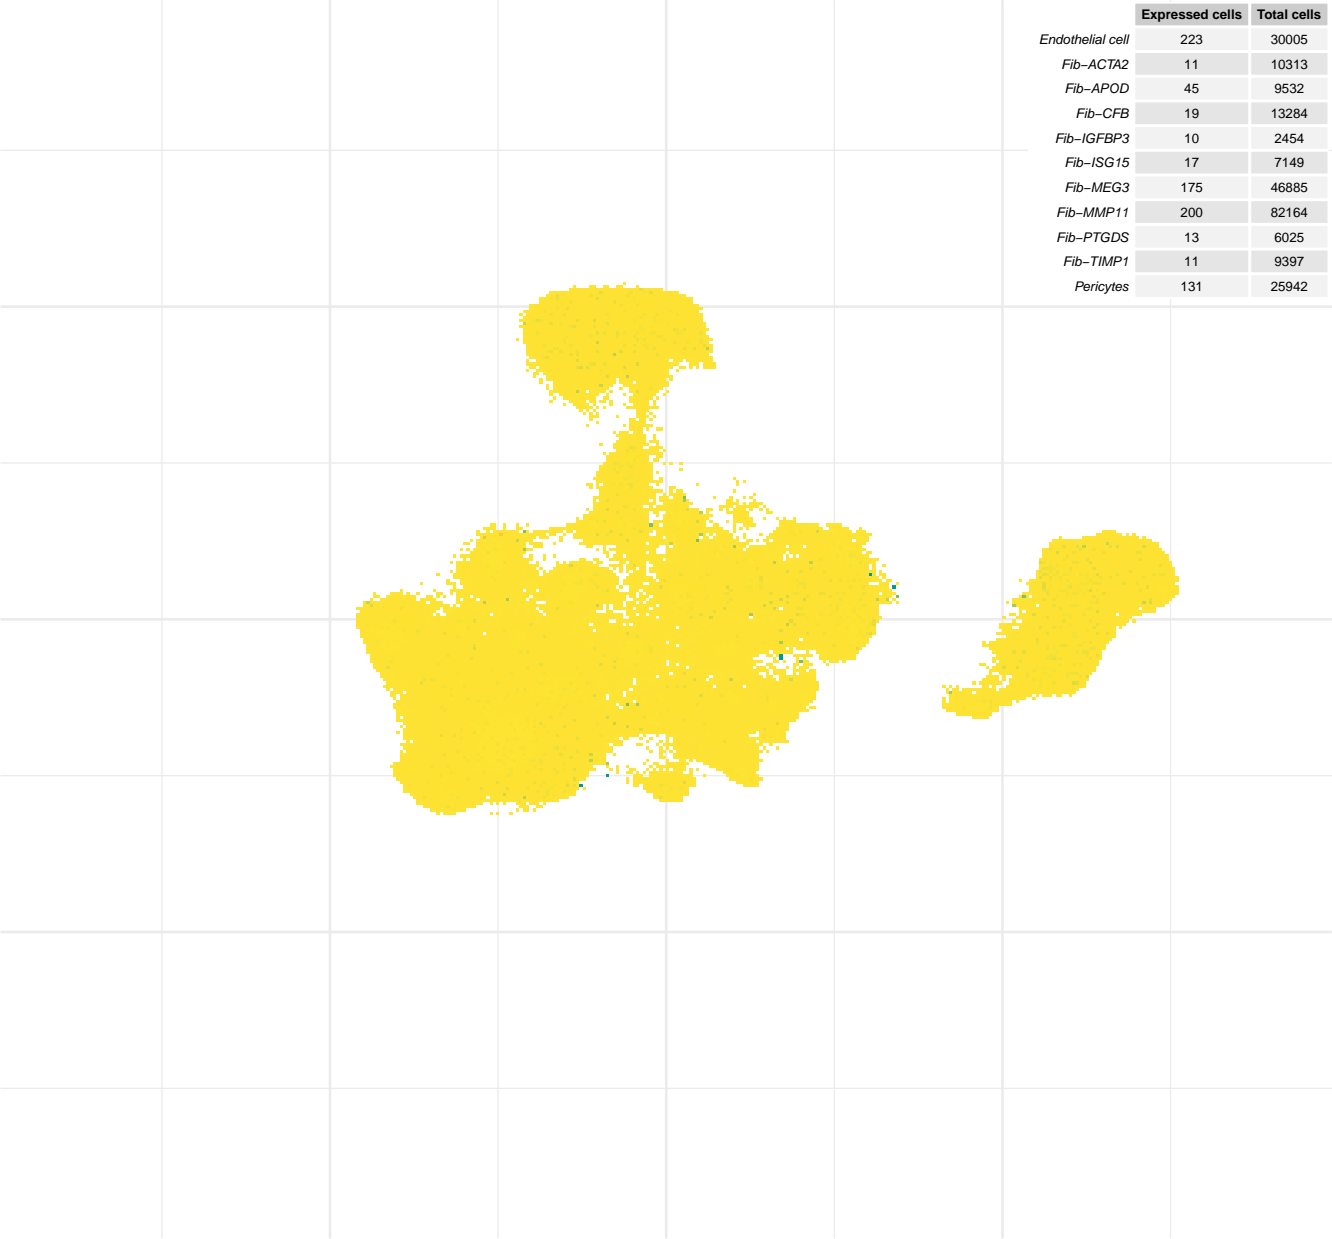 Expressed cells Total cells
Endothelial cell 223 30005
Fib−ACTA2 11 10313
Fib−APOD 45 9532
Fib−CFB 19 13284
Fib−IGFBP3 10 2454
Fib−ISG15 17 7149
Fib−MEG3 175 46885
Fib−MMP11 200 82164
Fib−PTGDS 13 6025
Fib−TIMP1 11 9397
Pericytes 131 25942